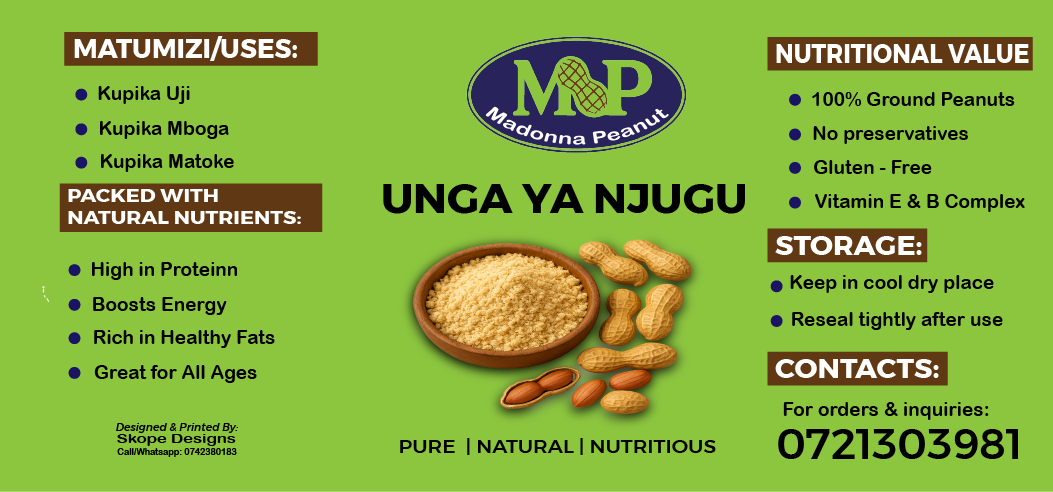 MATUMIZI/USES:
Kupika Uji
Kupika Mboga
Kupika Matoke
PACKED WITH
NATURAL NUTRIENTS:
High in Proteinn
Boosts Energy
Rich in Healthy Fats
Great for All Ages
Designed & Printed By:
Skope Designs
Call/Whatsapp: 0742380183
M P
Madonna Peanut
UNGA YA NJUGU
PURE | NATURAL | NUTRITIOUS
NUTRITIONAL VALUE
100% Ground Peanuts
No preservatives
Gluten - Free
Vitamin E & B Complex
STORAGE:
Keep in cool dry place
Reseal tightly after use
CONTACTS:
For orders & inquiries:
0721303981